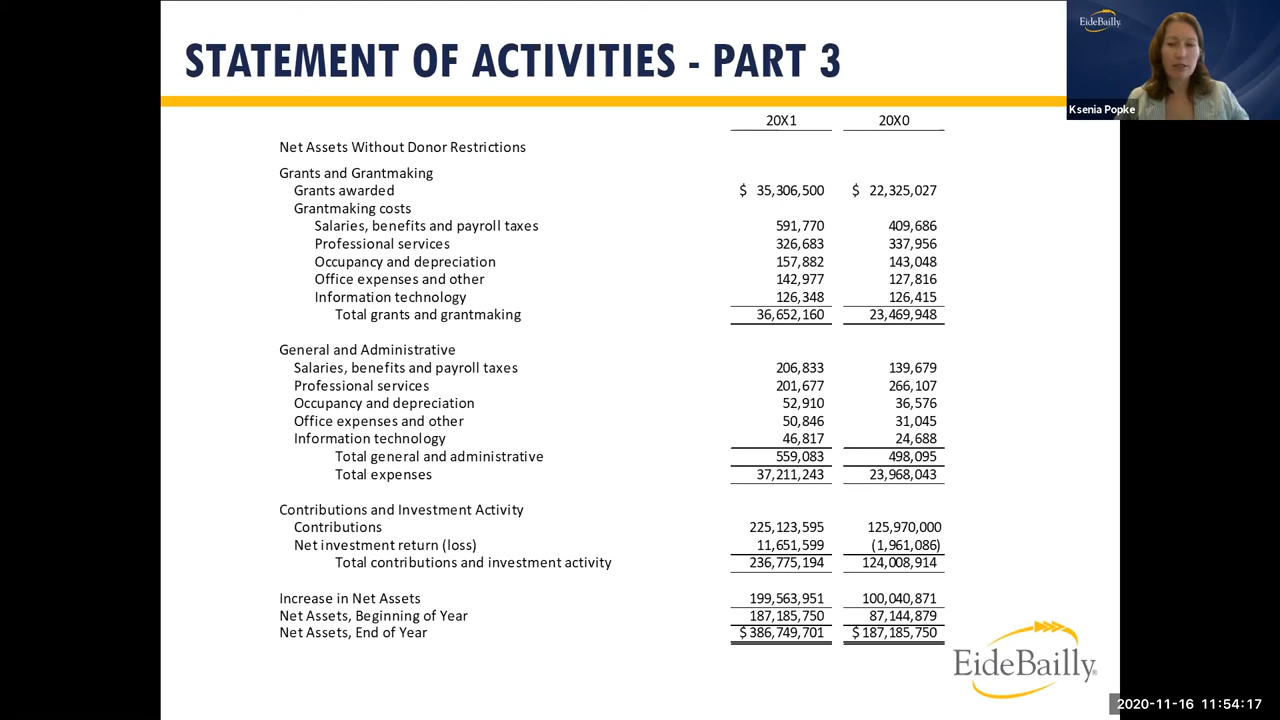 STATEMENT OF ACTIVITIES - PART 3
EideBailly.
Ksenia Popke
20X1 20X0
Net Assets Without Donor Restrictions
Grants and Grantmaking
Grants awarded $ 35,306,500 $ 22,325,027
Grantmaking costs
Salaries, benefits and payroll taxes 591,770 409,686
Professional services 326,683 337,956
Occupancy and depreciation 157,882 143,048
Office expenses and other 142,977 127,816
Information technology 126,348 126,415
Total grants and grantmaking 36,652,160 23,469,948
General and Administrative
Salaries, benefits and payroll taxes 206,833 139,679
Professional services 201,677 266,107
Occupancy and depreciation 52,910 36,576
Office expenses and other 50,846 31,045
Information technology 46,817 24,688
Total general and administrative 559,083 498,095
Total expenses 37,211,243 23,968,043
Contributions and Investment Activity
Contributions 225,123,595 125,970,000
Net investment return (loss) 11,651,599 (1,961,086)
Total contributions and investment activity 236,775,194 124,008,914
Increase in Net Assets 199,563,951 100,040,871
Net Assets, Beginning of Year 187,185,750 87,144,879
Net Assets, End of Year $ 386,749,701 $ 187,185,750
EideBailly®
2020-11-16 11:54:17